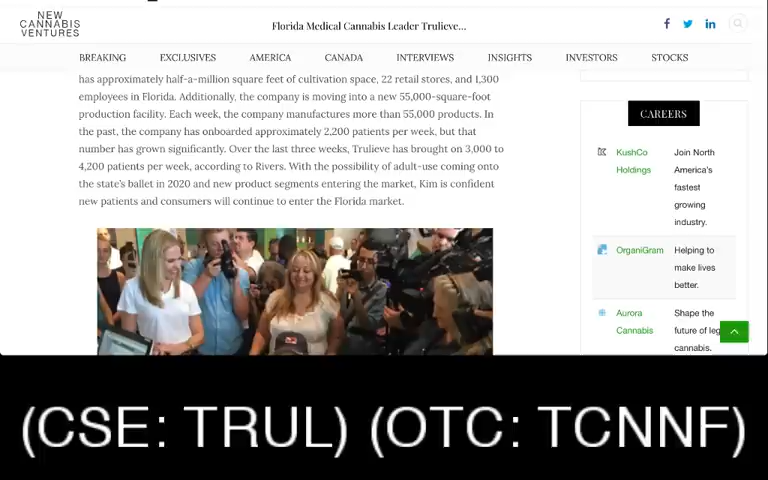 NEW
CANNABIS
VENTURES
Florida Medical Cannabis Leader Trulieve...
BREAKING EXCLUSIVES AMERICA CANADA INTERVIEWS INSIGHTS INVESTORS STOCKS
has approximately half-a-million square feet of cultivation space, 22 retail stores, and 1,300
employees in Florida. Additionally, the company is moving into a new 55,000-square-foot
production facility. Each week, the company manufactures more than 55,000 products. In
the past, the company has onboarded approximately 2,200 patients per week, but that
number has grown significantly. Over the last three weeks, Trulieve has brought on 3,000 to
4,200 patients per week, according to Rivers. With the possibility of adult-use coming onto
the state's ballet in 2020 and new product segments entering the market, Kim is confident
new patients and consumers will continue to enter the Florida market.
CAREERS
KushCo
Holdings
Join North
America's
fastest
growing
industry.
OrganiGram
Helping to
make lives
better.
Aurora
Cannabis
Shape the
future of leg
cannabis.
(CSE: TRUL) (OTC: TCNNF)